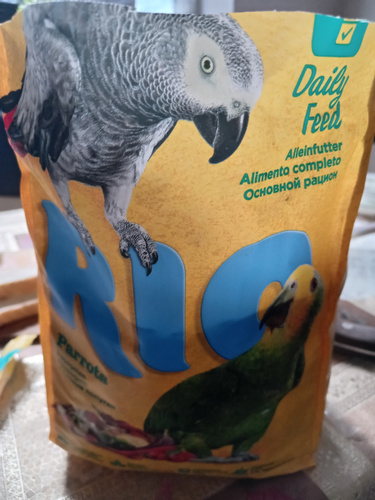 Daily
Feed
Alleinfutter
Alimento completo
Основной рацион
RIO
Parrots